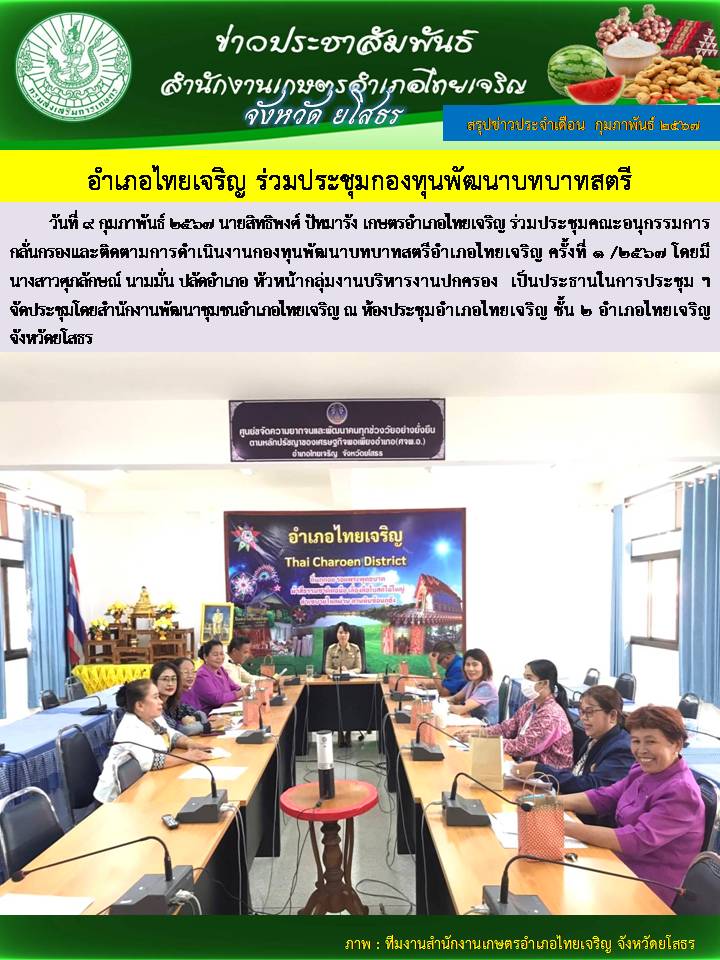 กรมส่งเสริมการเกษตร
ข่าวประชาสัมพันธ์
สำนักงานเกษตรอำเภอไทยเจริญ
จังหวัด ยโสธร
สรุปข่าวประจำเดือน กุมภาพันธ์ ๒๕๖๗
อำเภอไทยเจริญ ร่วมประชุมกองทุนพัฒนาบทบาทสตรี
วันที่ ๙ กุมภาพันธ์ ๒๕๖๗ นายสิทธิพงศ์ ปัทมารัง เกษตรอำเภอไทยเจริญ ร่วมประชุมคณะอนุกรรมการ
กลั่นกรองและติดตามการดำเนินงานกองทุนพัฒนาบทบาทสตรีอำเภอไทยเจริญ ครั้งที่ ๑ /๒๕๖๗ โดยมี
นางสาวศุภลักษณ์ นามมั่น ปลัดอำเภอ หัวหน้ากลุ่มงานบริหารงานปกครอง เป็นประธานในการประชุม ฯ
จัดประชุมโดยสำนักงานพัฒนาชุมชนอำเภอไทยเจริญ ณ ห้องประชุมอำเภอไทยเจริญ ชั้น ๒ อำเภอไทยเจริญ
จังหวัดยโสธร
ศูนย์ขจัดความยากจนและพัฒนาคนทุกช่วงวัยอย่างยั่งยืน
ตามหลักปรัชญาของเศรษฐกิจพอเพียงอำเภอ(ศจพ.อ.)
อำเภอไทยเจริญ จังหวัดยโสธร
อำเภอไทยเจริญ
Thai Charoen District
ภาพ : ทีมงานสำนักงานเกษตรอำเภอไทยเจริญ จังหวัดยโสธร